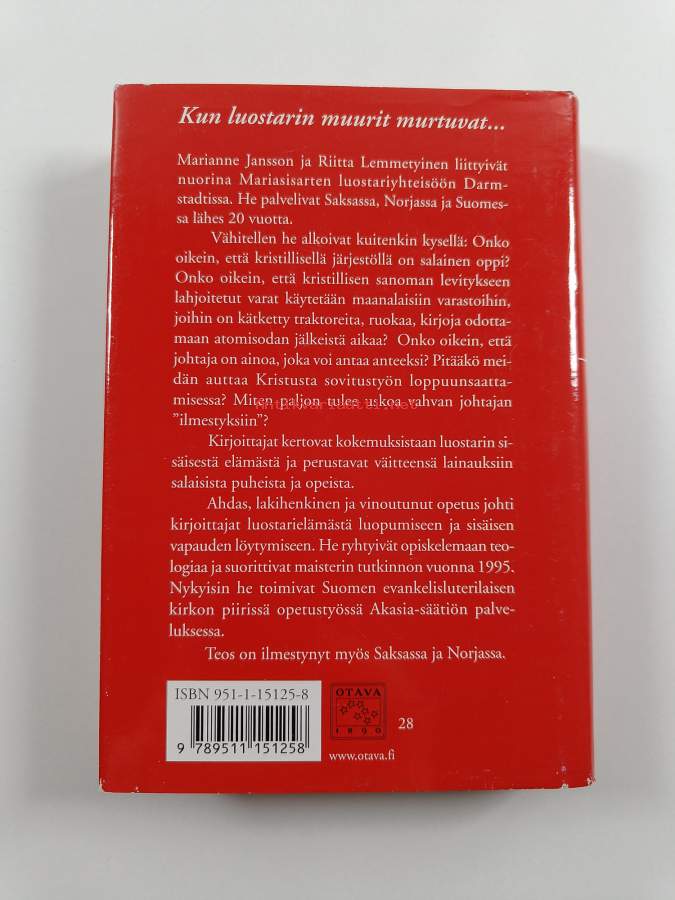 Kun luostarin muurit murtuvat...
Marianne Jansson ja Riitta Lemmetyinen liittyivät
nuorina Mariasisarten luostariyhteisöön Darm-
stadtissa. He palvelivat Saksassa, Norjassa ja Suomes-
sa lähes 20 vuotta.
Vähitellen he alkoivat kuitenkin kysellä: Onko
oikein, että kristillisellä järjestöllä on salainen oppi?
Onko oikein, että kristillisen sanoman levitykseen
lahjoitetut varat käytetään maanalaisiin varastoihin,
joihin on kätketty traktoreita, ruokaa, kirjoja odotta-
maan atomisodan jälkeistä aikaa? Onko oikein, että
johtaja on ainoa, joka voi antaa anteeksi? Pitääkö mei-
dän auttaa Kristusta sovitustyön loppuunsaatta-
misessa? Miten paljon tulee uskoa vahvan johtajan
antikvariaatti.net
"ilmestyksiin"?
Kirjoittajat kertovat kokemuksistaan luostarin si-
säisestä elämästä ja perustavat väitteensä lainauksiin
salaisista puheista ja opeista.
Ahdas, lakihenkinen ja vinoutunut opetus johti
kirjoittajat luostarielämästä luopumiseen ja sisäisen
vapauden löytymiseen. He ryhtyivät opiskelemaan teo-
logiaa ja suorittivat maisterin tutkinnon vuonna 1995.
Nykyisin he toimivat Suomen evankelisluterilaisen
kirkon piirissä opetustyössä Akasia-säätiön palve-
luksessa.
Teos on ilmestynyt myös Saksassa ja Norjassa.
ISBN 951-1-15125-8
9 789511 151258
OTAVA
1890
28
www.otava.fi